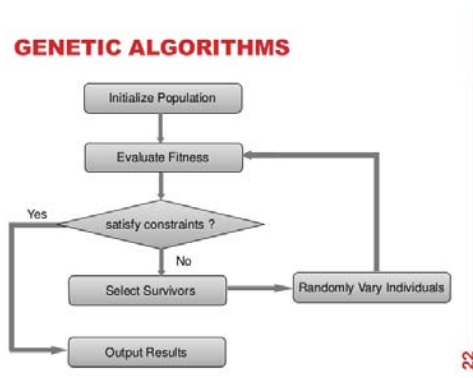 GENETIC ALGORITHMS
Initialize Population
Evaluate Fitness
Yes
satisfy constraints ?
No
Select Survivors
Randomly Vary Individuals
Output Results
22